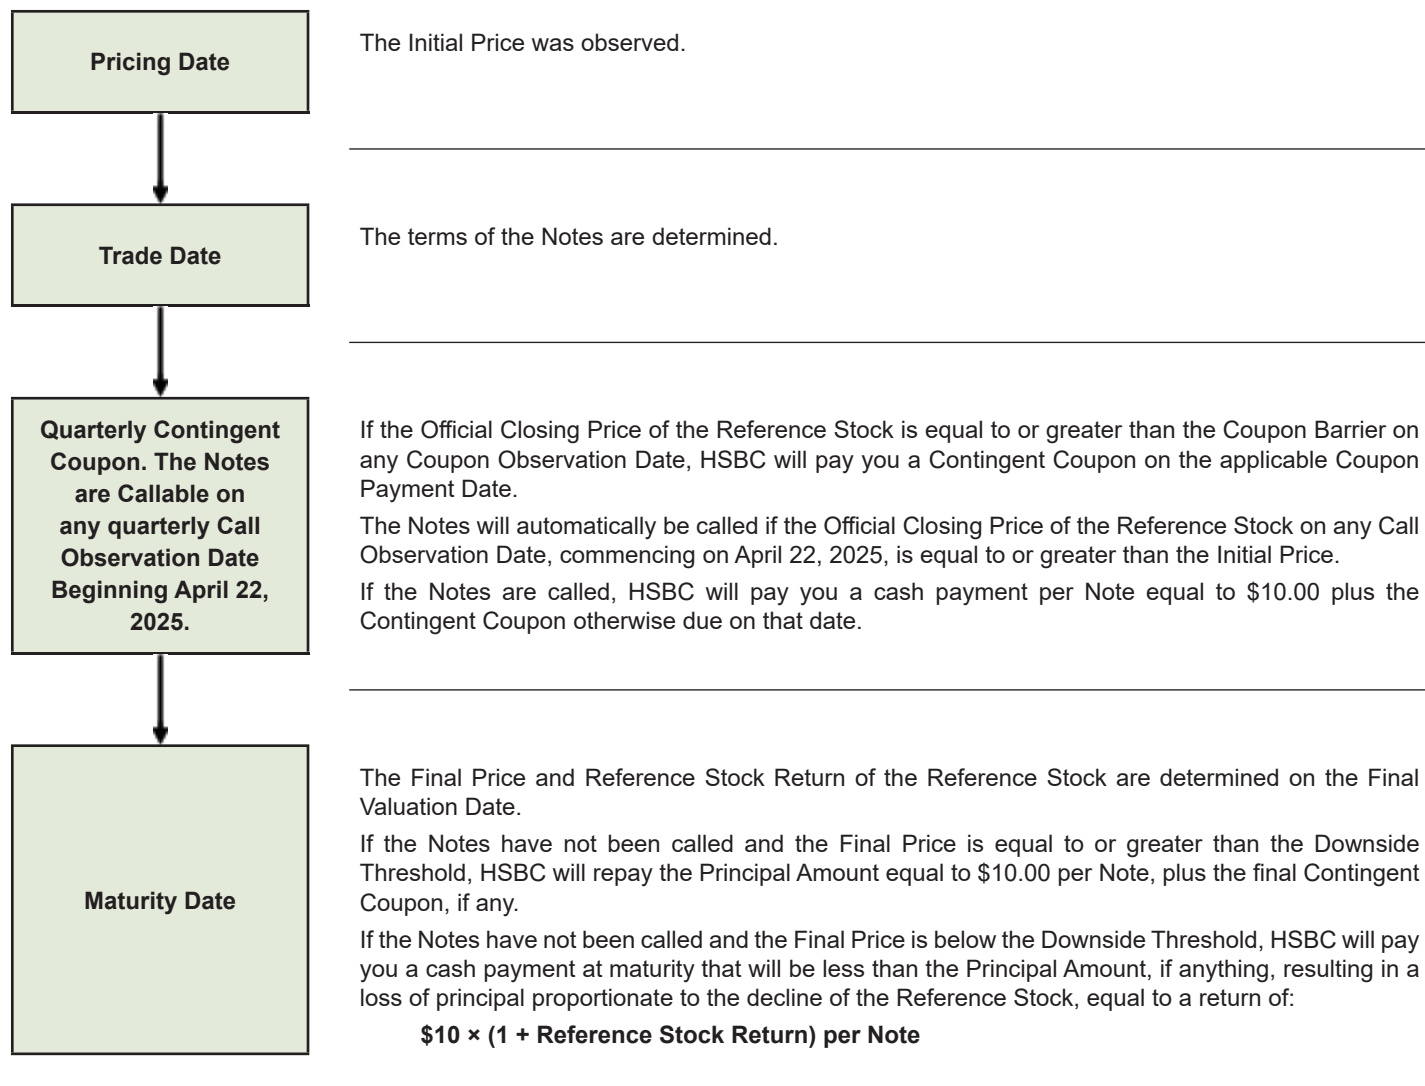 Pricing Date
The Initial Price was observed.
Trade Date
The terms of the Notes are determined.
Quarterly Contingent
Coupon. The Notes
are Callable on
any quarterly Call
Observation Date
Beginning April 22,
2025.
If the Official Closing Price of the Reference Stock is equal to or greater than the Coupon Barrier on
any Coupon Observation Date, HSBC will pay you a Contingent Coupon on the applicable Coupon
Payment Date.
The Notes will automatically be called if the Official Closing Price of the Reference Stock on any Call
Observation Date, commencing on April 22, 2025, is equal to or greater than the Initial Price.
If the Notes are called, HSBC will pay you a cash payment per Note equal to $10.00 plus the
Contingent Coupon otherwise due on that date.
Maturity Date
The Final Price and Reference Stock Return of the Reference Stock are determined on the Final
Valuation Date.
If the Notes have not been called and the Final Price is equal to or greater than the Downside
Threshold, HSBC will repay the Principal Amount equal to $10.00 per Note, plus the final Contingent
Coupon, if any.
If the Notes have not been called and the Final Price is below the Downside Threshold, HSBC will pay
you a cash payment at maturity that will be less than the Principal Amount, if anything, resulting in a
loss of principal proportionate to the decline of the Reference Stock, equal to a return of:
$10 × (1 + Reference Stock Return) per Note